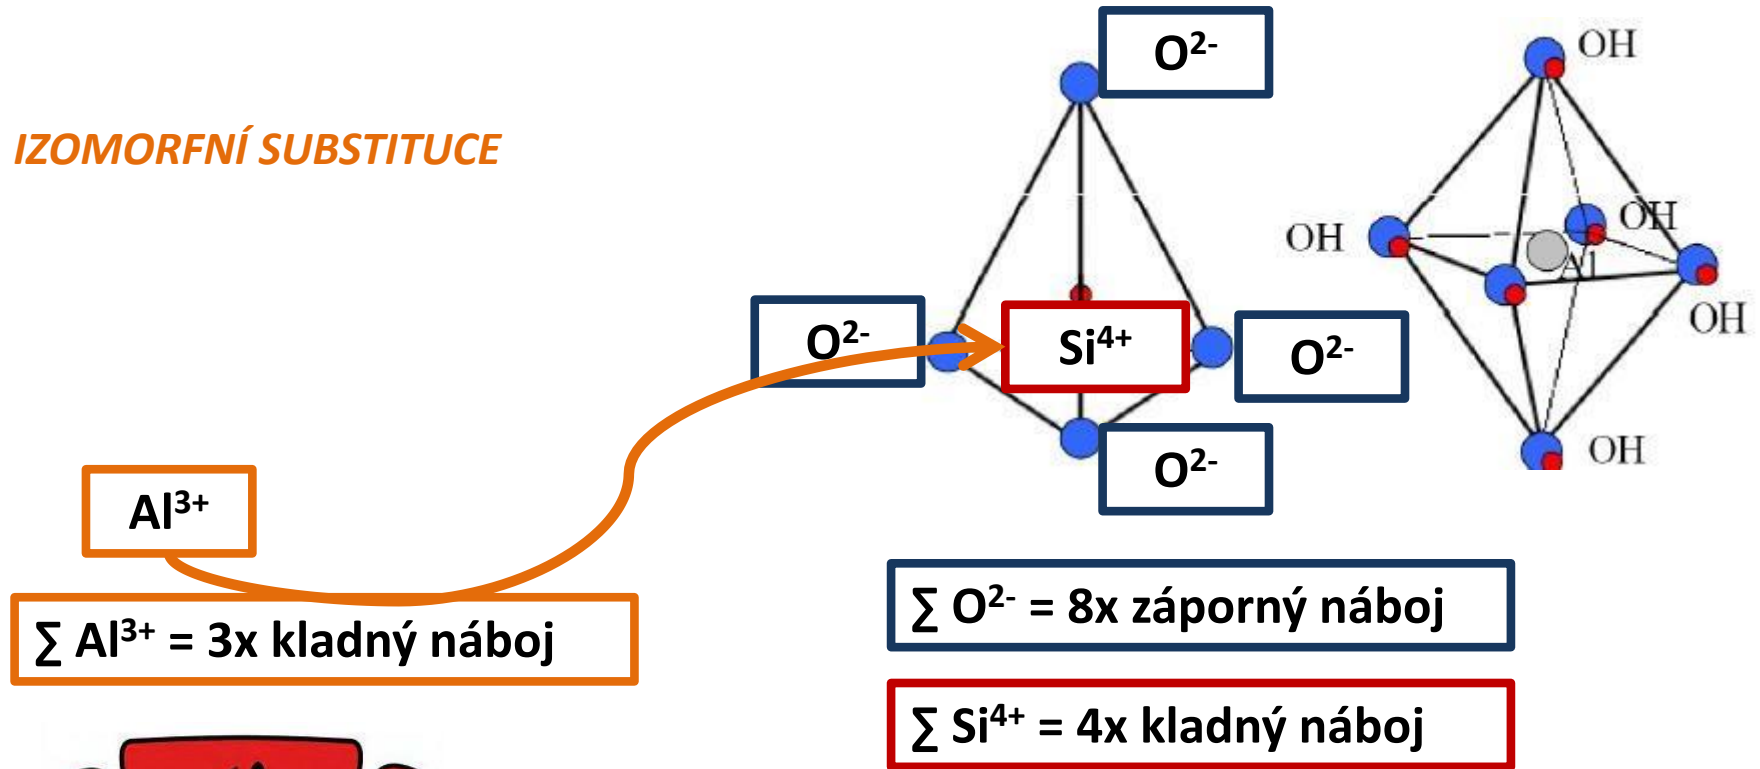 IZOMORFNÍ SUBSTITUCE
O²⁻
O²⁻
Si⁴⁺
O²⁻
O²⁻
OH
OH
OH
Al
OH
OH
Al³⁺
∑ Al³⁺ = 3x kladný náboj
∑ O²⁻ = 8x záporný náboj
∑ Si⁴⁺ = 4x kladný náboj